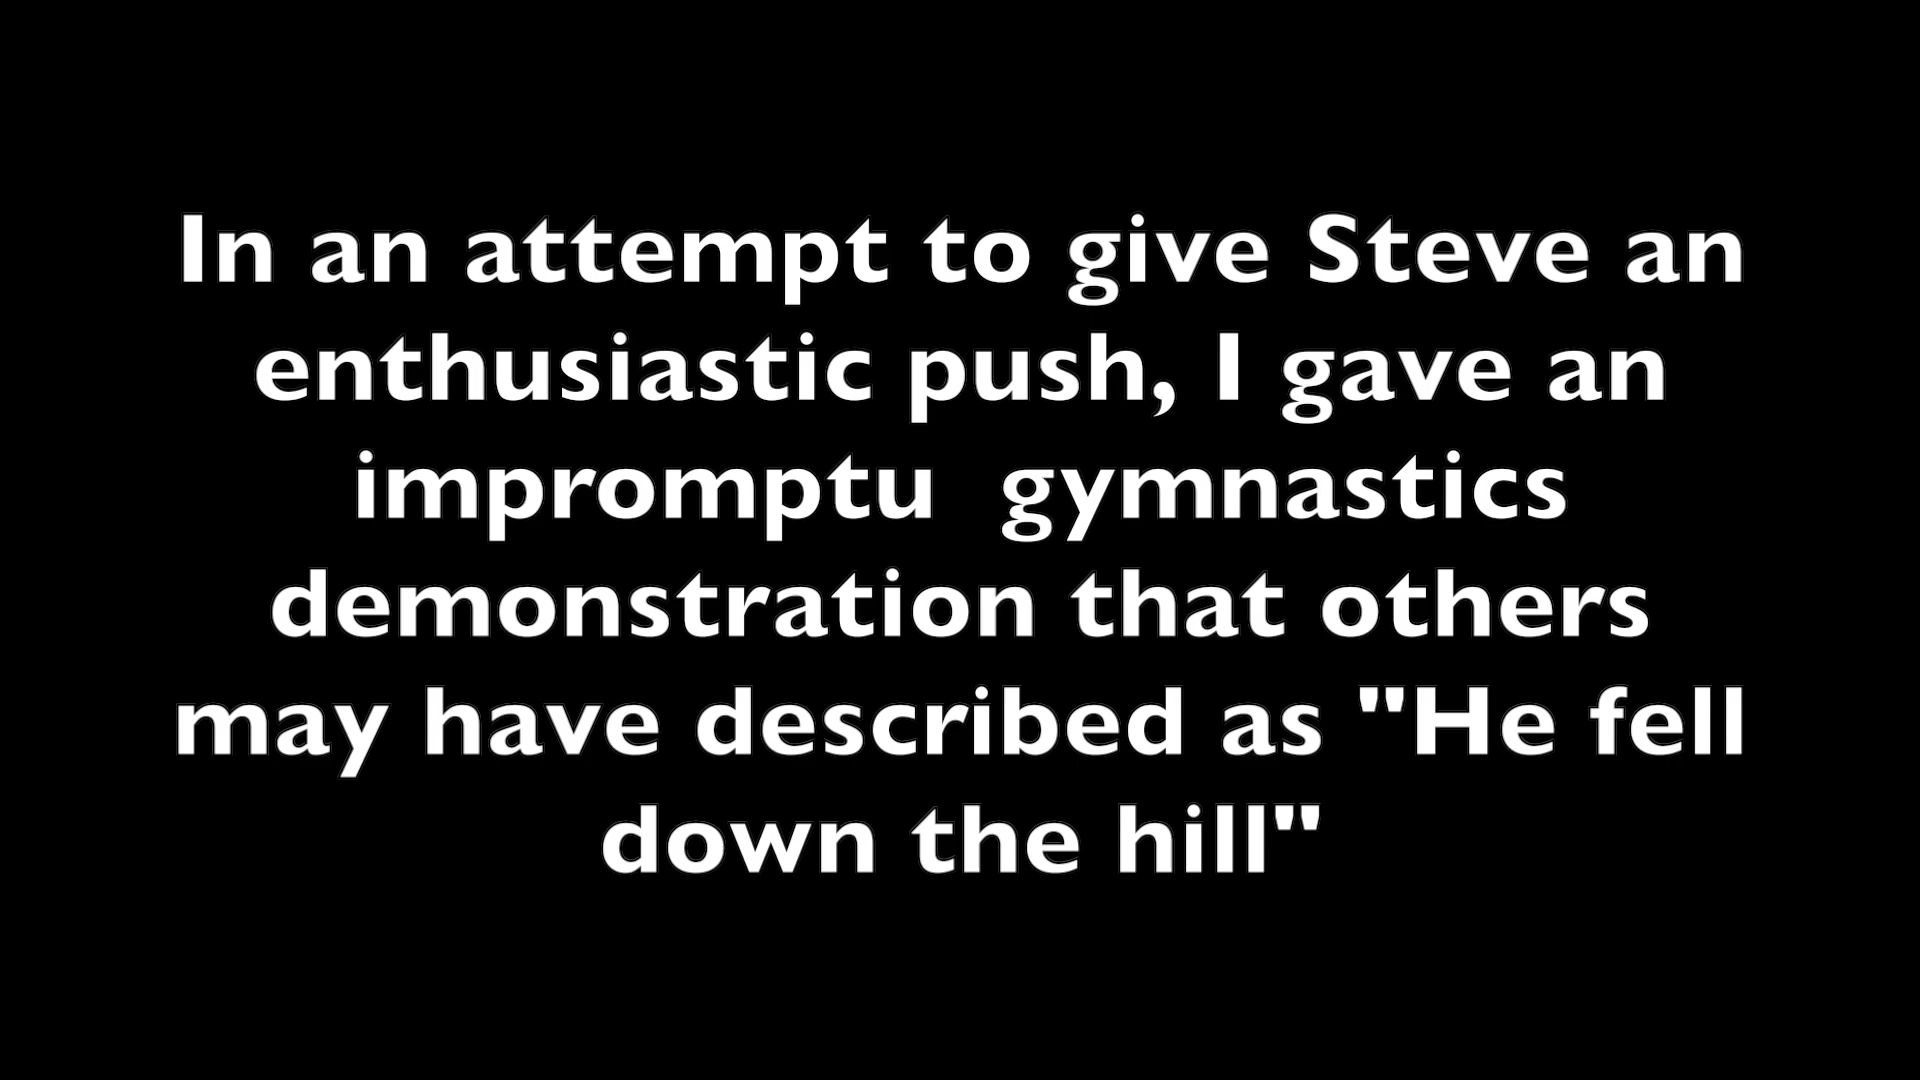 In an attempt to give Steve an
enthusiastic push, I gave an
impromptu  gymnastics
demonstration that others
may have described as "He fell
down the hill"